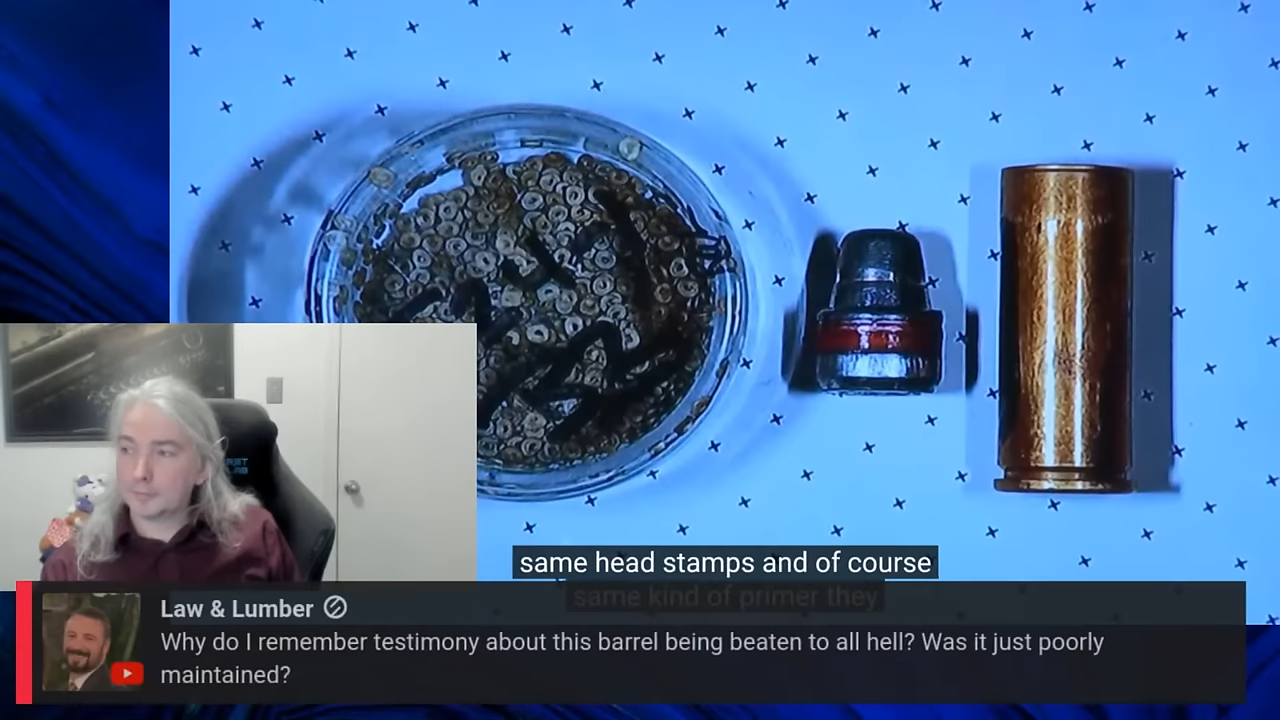 same head stamps and of course
same kind of primer they
Law & Lumber
Why do I remember testimony about this barrel being beaten to all hell? Was it just poorly
maintained?